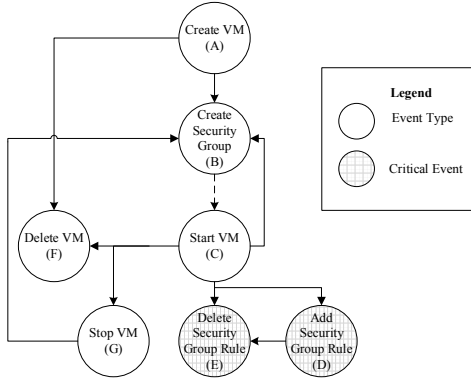 Create VM
(A)
Legend
Event Type
Critical Event
Create
Security
Group
(B)
Delete VM
(F)
Start VM
(C)
Stop VM
(G)
Delete
Security
Group Rule
(E)
Add
Security
Group Rule
(D)